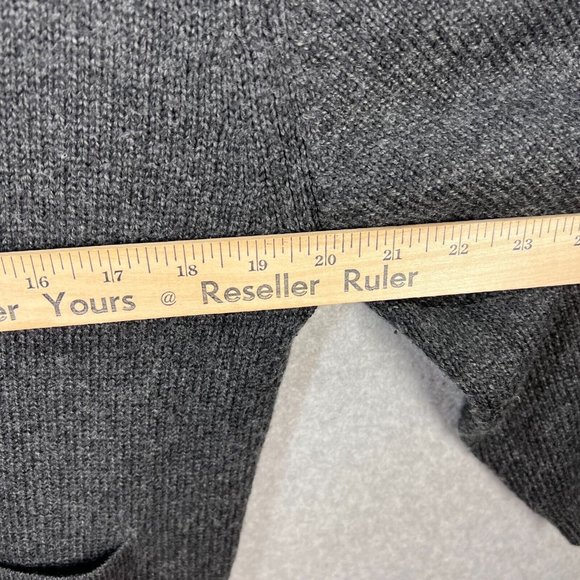 16 17 18 19 20 21 22 23
er Yours @ Reseller Ruler